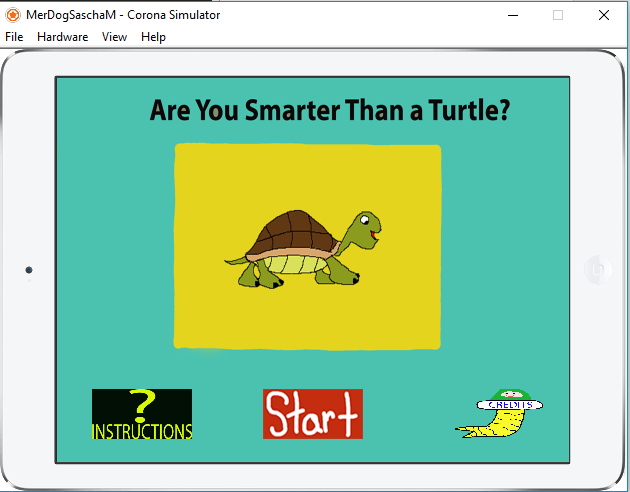 MerDogSaschaM - Corona Simulator
File Hardware View Help
Are You Smarter Than a Turtle?
?
INSTRUCTIONS
Start
CREDITS